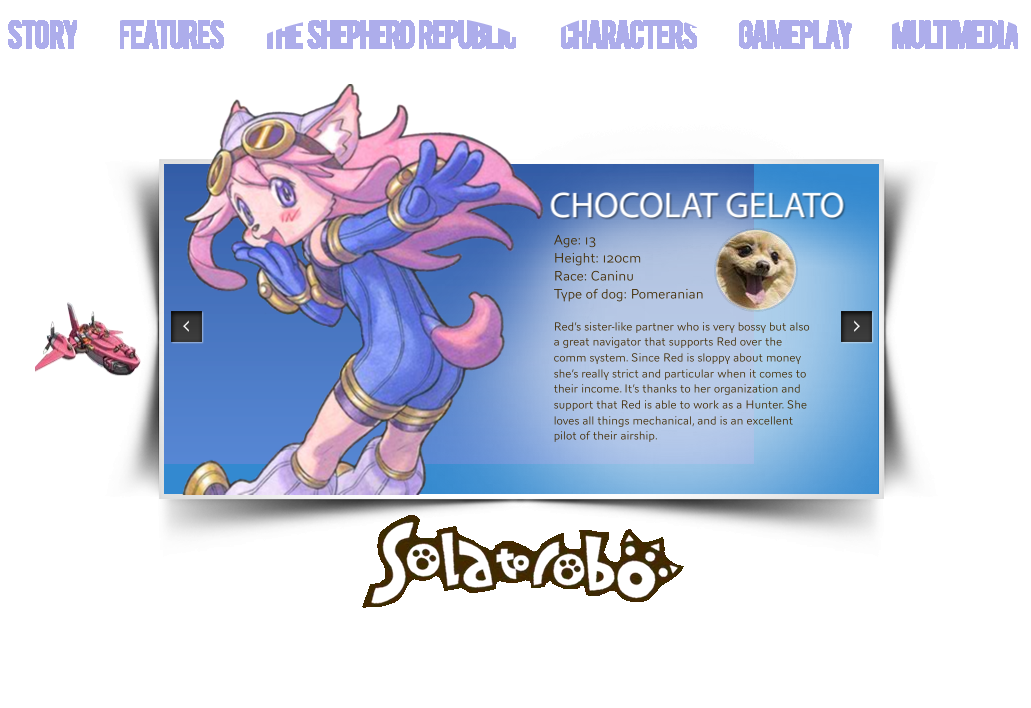 STORY FEATURES THE SHEPHERD REPUBLIC CHARACTERS GAMEPLAY MULTIMEDIA
CHOCOLAT GELATO
Age: 13
Height: 120cm
Race: Caninu
Type of dog: Pomeranian
Red's sister-like partner who is very bossy but also
a great navigator that supports Red over the
comm system. Since Red is sloppy about money
she's really strict and particular when it comes to
their income. It's thanks to her organization and
support that Red is able to work as a Hunter. She
loves all things mechanical, and is an excellent
pilot of their airship.
Sola to robo